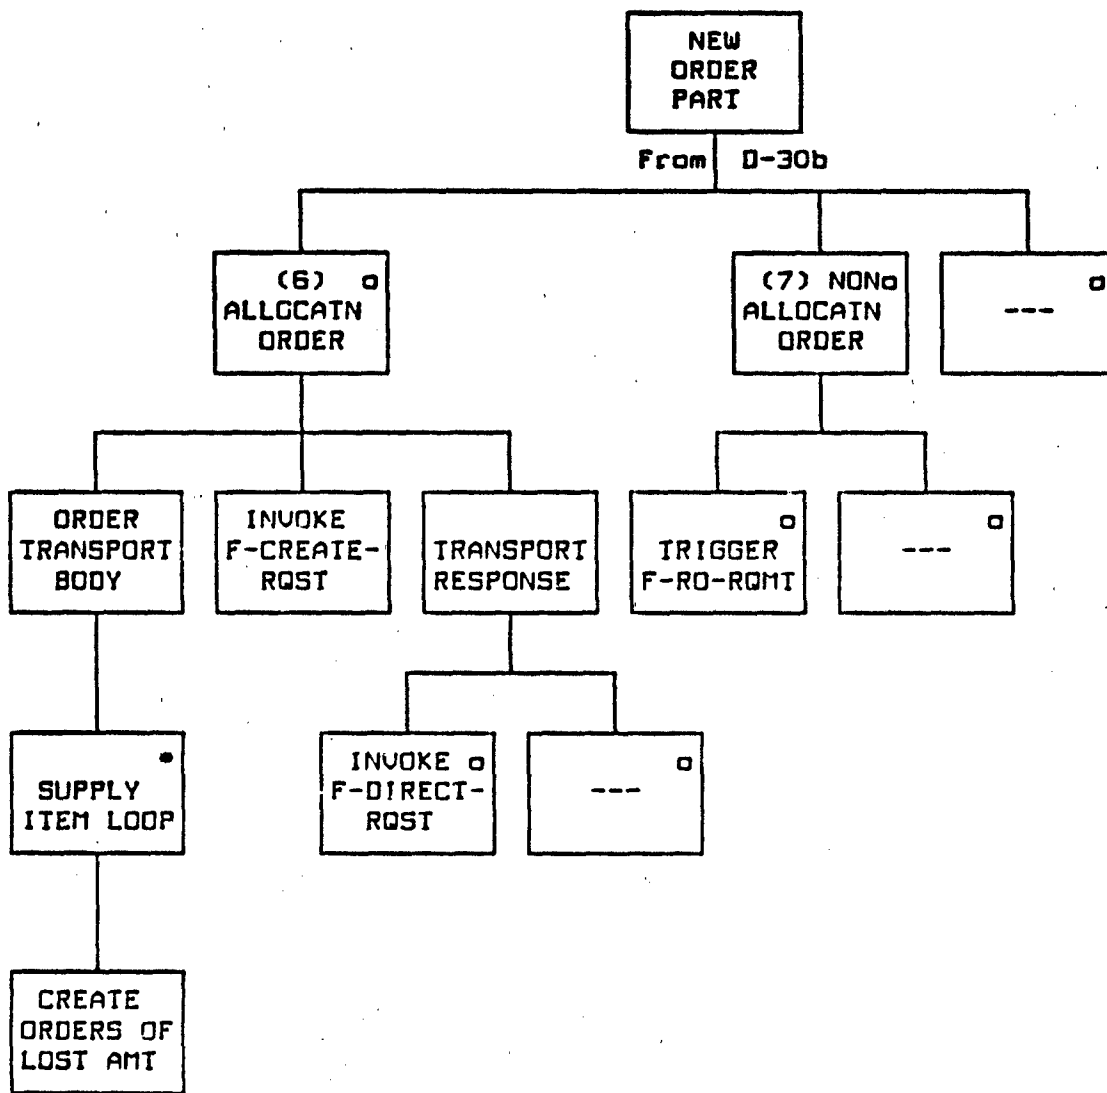 NEW
ORDER
PART
From D-30b
(6)
ALLOCATN
ORDER
(7) NON
ALLOCATN
ORDER
---
ORDER
TRANSPORT
BODY
INVOKE
F-CREATE-
RQST
TRANSPORT
RESPONSE
TRIGGER
F-RO-RQMT
---
*
SUPPLY
ITEM LOOP
INVOKE
F-DIRECT-
RQST
---
CREATE
ORDERS OF
LOST AMT